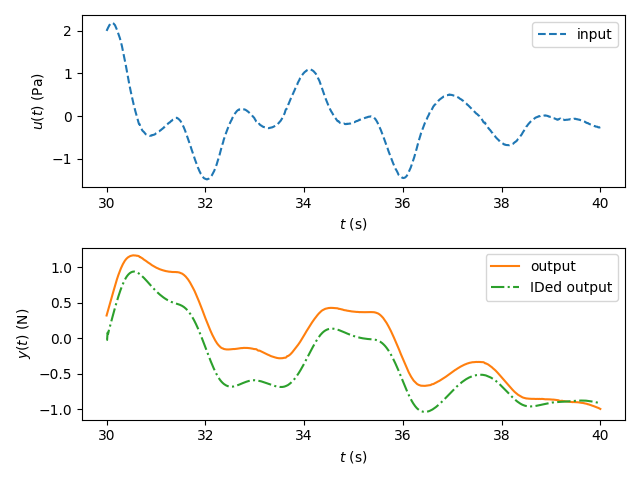 2
1
0
−1
u(t) (Pa)
input
30 32 34 36 38 40
t (s)
1.0
0.5
0.0
−0.5
−1.0
y(t) (N)
output
IDed output
30 32 34 36 38 40
t (s)